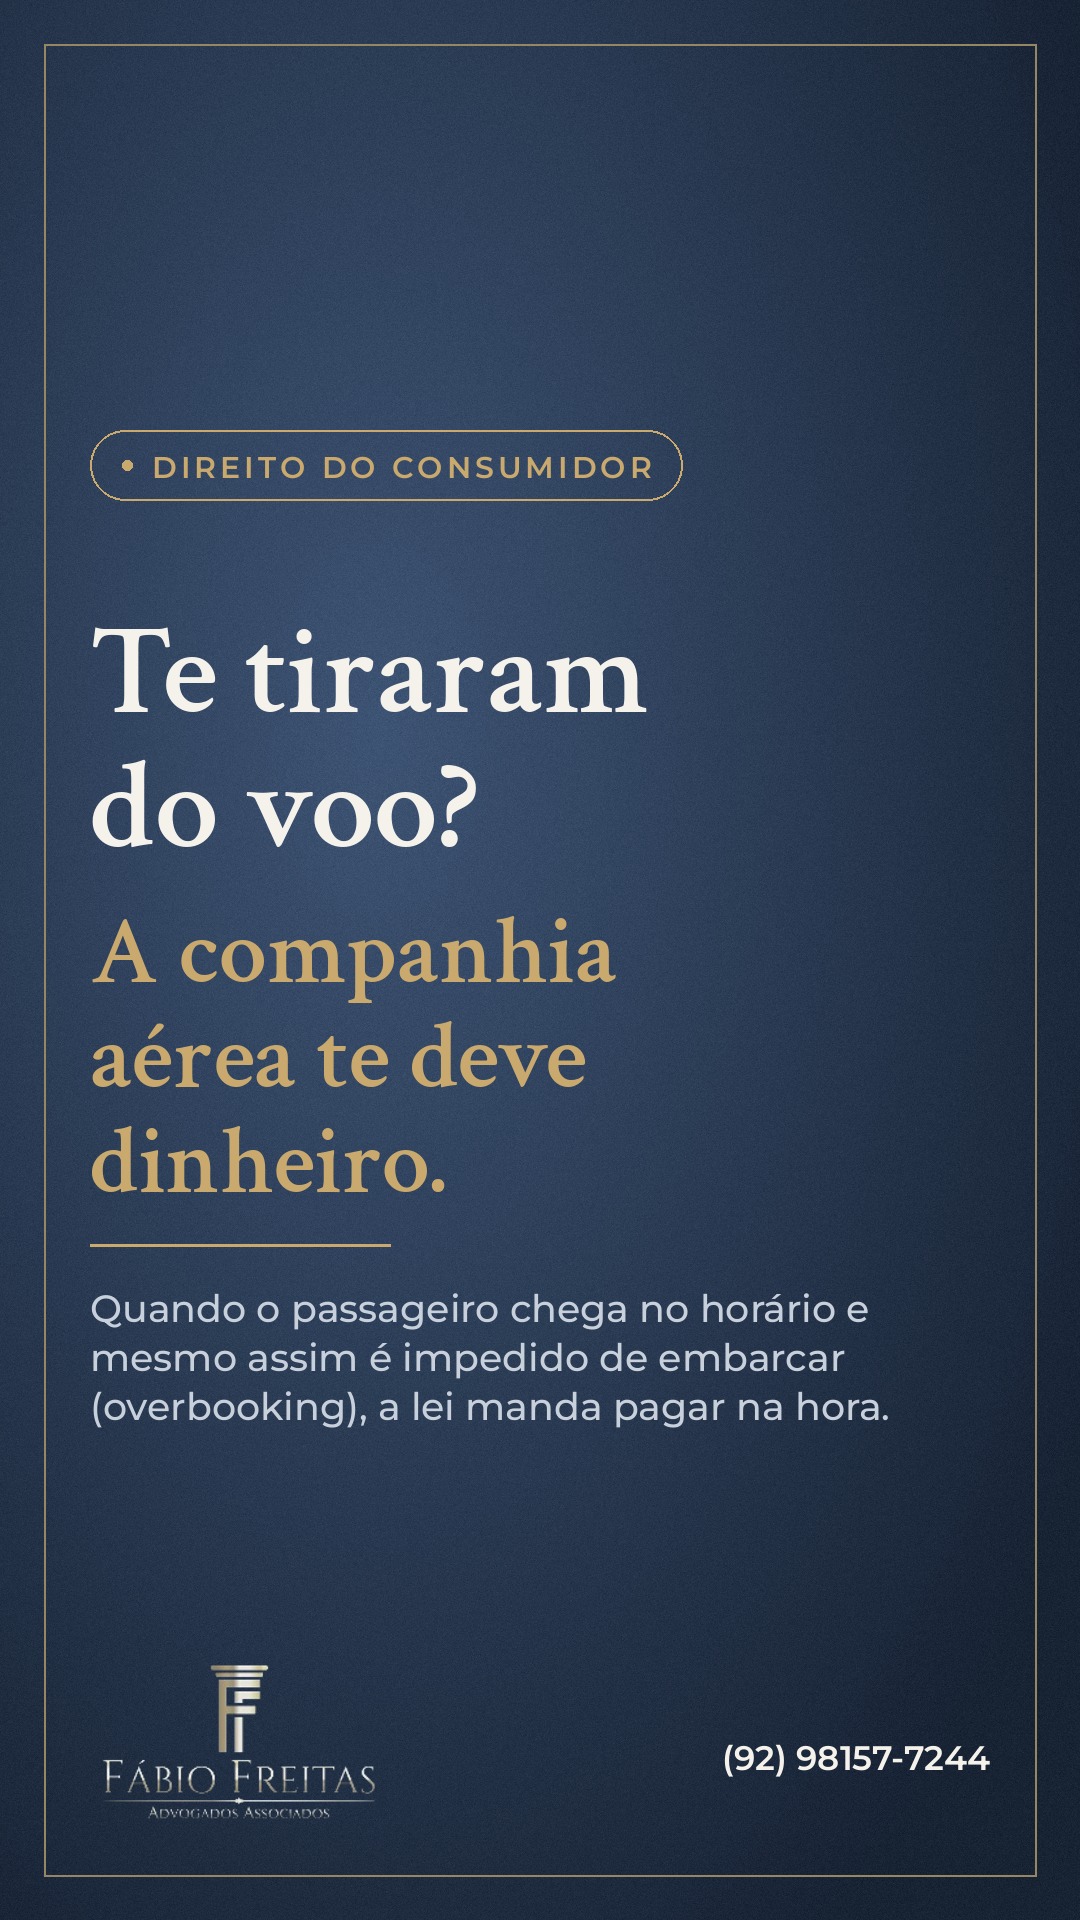 • DIREITO DO CONSUMIDOR
Te tiraram
do voo?
A companhia
aérea te deve
dinheiro.
Quando o passageiro chega no horário e
mesmo assim é impedido de embarcar
(overbooking), a lei manda pagar na hora.
FÁBIO FREITAS
ADVOGADOS ASSOCIADOS
(92) 98157-7244